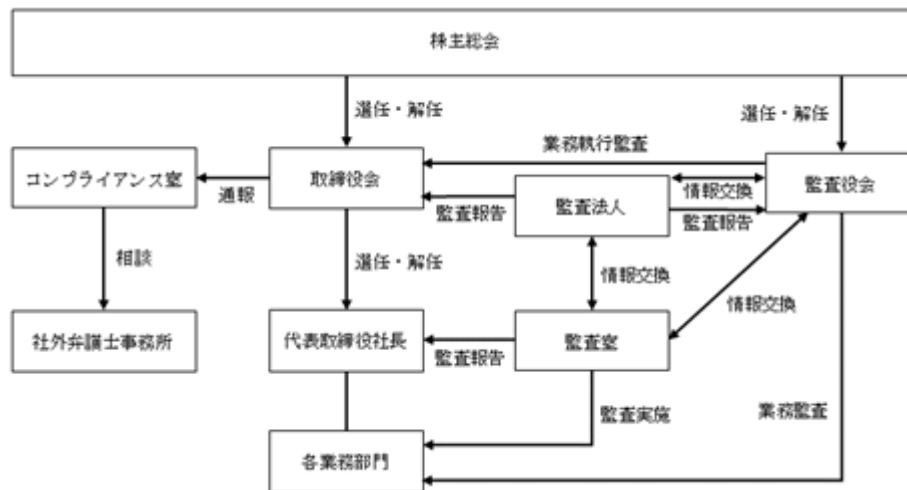 株主総会
選任・解任
選任・解任
業務執行監査
コンプライアンス室
通報
取締役会
監査報告
監査法人
情報交換
監査報告
監査役会
相談
選任・解任
情報交換
情報交換
社外弁護士事務所
代表取締役社長
監査報告
監査室
監査実施
業務監査
各業務部門